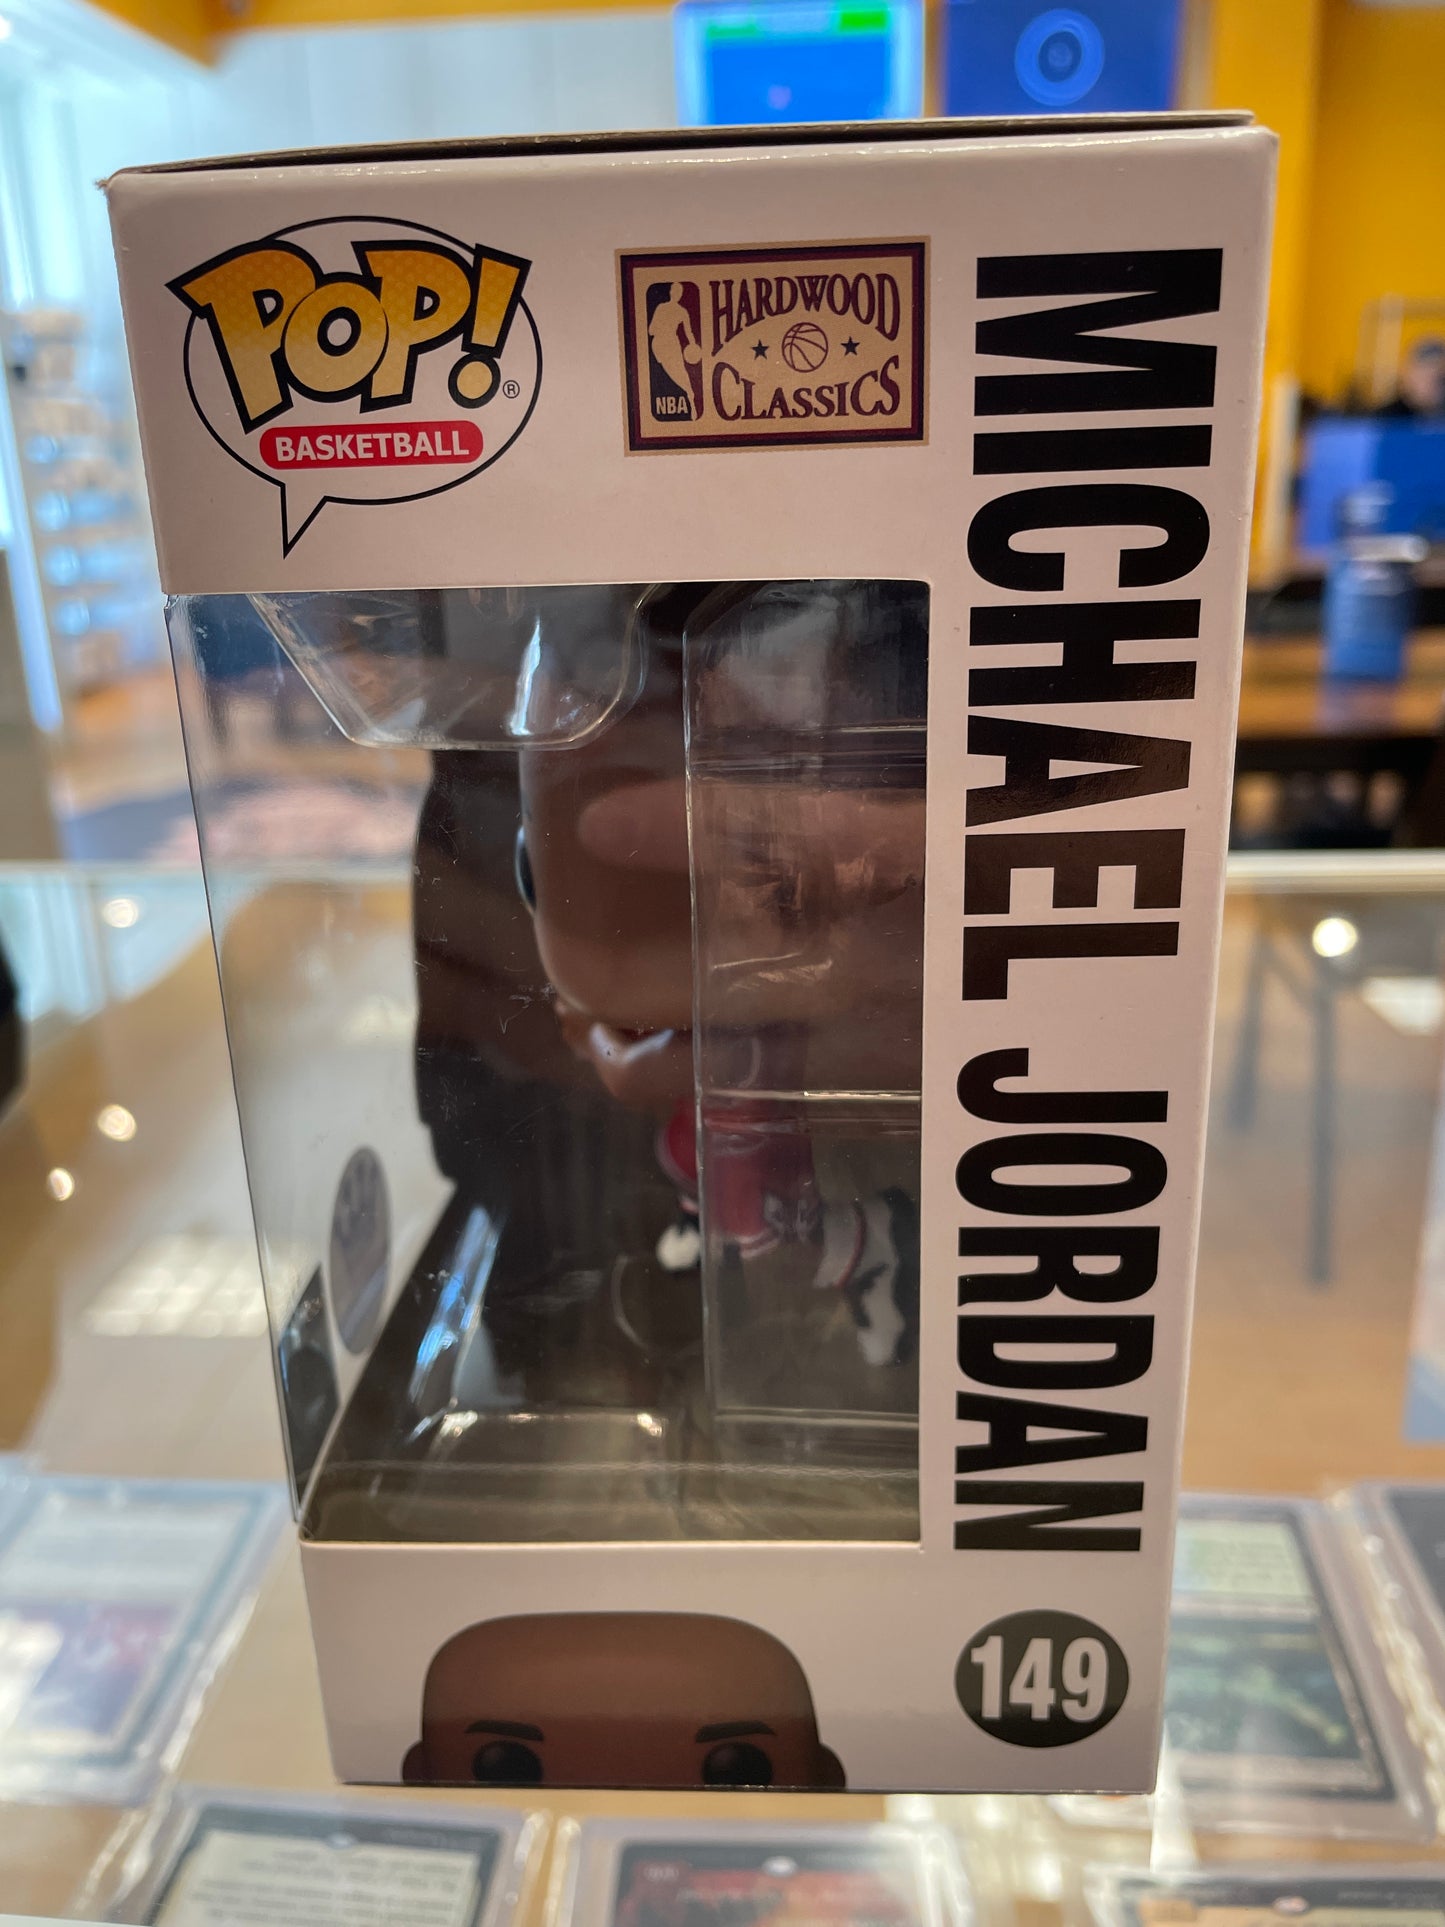 POP! ®
BASKETBALL
HARDWOOD
CLASSICS
NBA
MICHAEL JORDAN
149